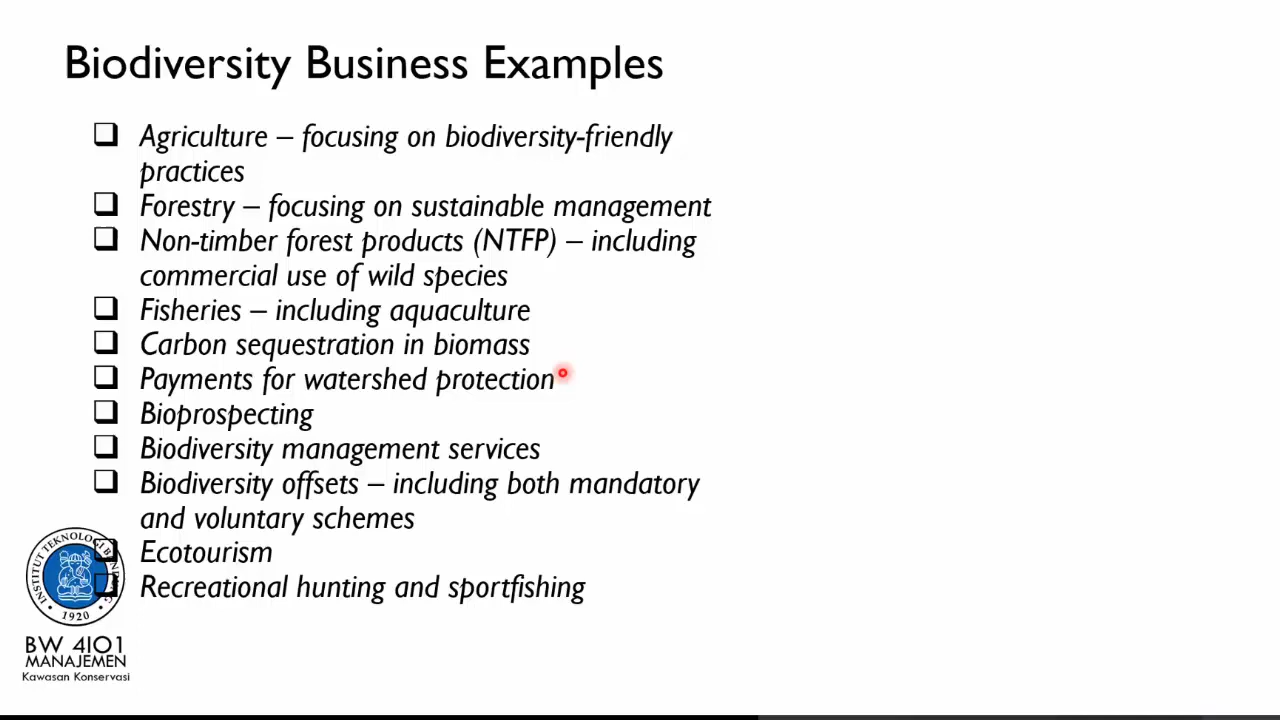 Biodiversity Business Examples
❑ Agriculture – focusing on biodiversity-friendly
practices
❑ Forestry – focusing on sustainable management
❑ Non-timber forest products (NTFP) – including
commercial use of wild species
❑ Fisheries – including aquaculture
❑ Carbon sequestration in biomass
❑ Payments for watershed protection
❑ Bioprospecting
❑ Biodiversity management services
❑ Biodiversity offsets – including both mandatory
and voluntary schemes
❑ Ecotourism
❑ Recreational hunting and sportfishing
INSTITUT TEKNOLOGI
1920
BW 4101
MANAJEMEN
Kawasan Konservasi